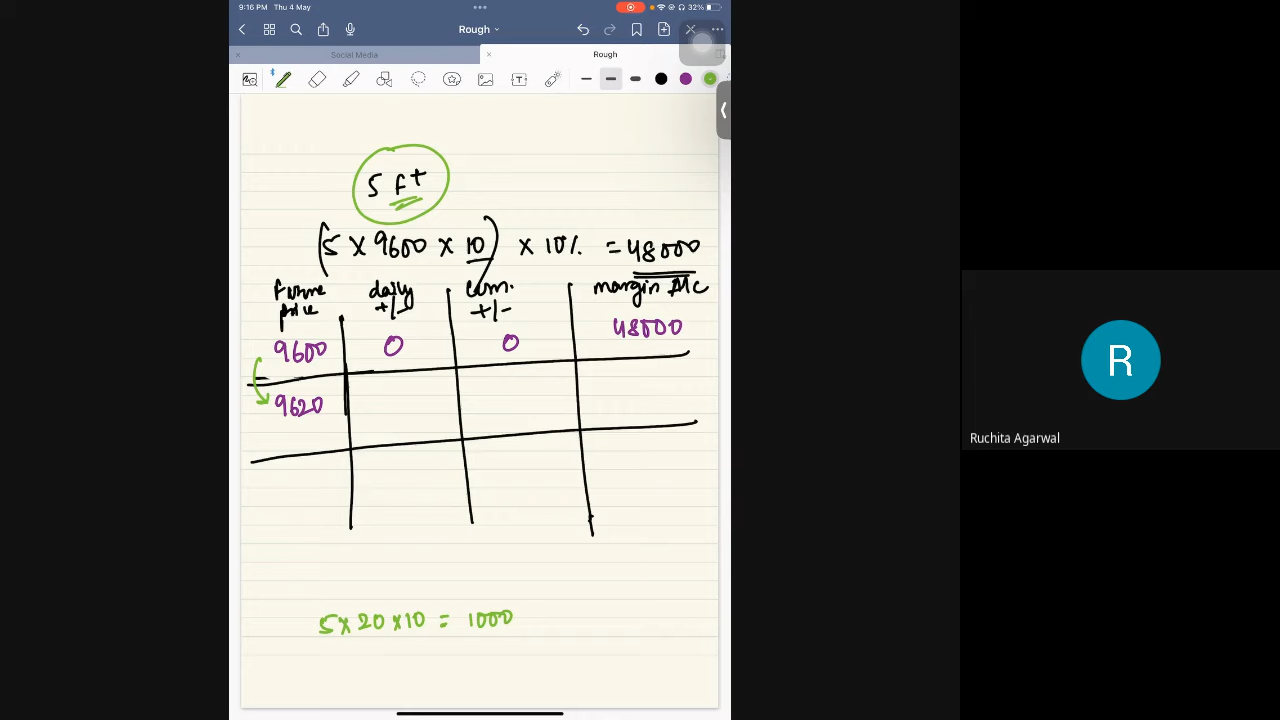 9:16 PM Thu 4 May
32%
Rough
Social Media
Rough
5 ft
(5 x 9600 x 10) x 10% = 48000
future price
daily +/-
cum. +/-
margin A/c
9600 0 0 48000
9620
5 x 20 x 10 = 1000
R
Ruchita Agarwal